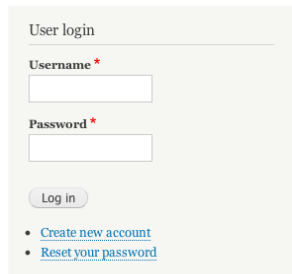 User login
Username *
Password *
Log in
Create new account
Reset your password